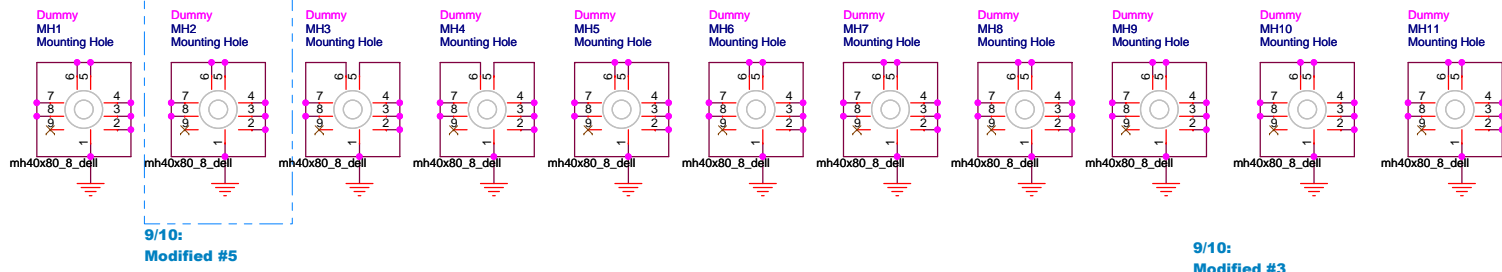 Dummy Dummy Dummy Dummy Dummy Dummy Dummy Dummy Dummy Dummy Dummy
MH1 MH2 MH3 MH4 MH5 MH6 MH7 MH8 MH9 MH10 MH11
Mounting Hole Mounting Hole Mounting Hole Mounting Hole Mounting Hole Mounting Hole Mounting Hole Mounting Hole Mounting Hole Mounting Hole Mounting Hole
6 5 6 5 6 5 6 5 6 5 6 5 6 5 6 5 6 5 6 5 6 5
7 4 7 4 7 4 7 4 7 4 7 4 7 4 7 4 7 4 7 4 7 4
8 3 8 3 8 3 8 3 8 3 8 3 8 3 8 3 8 3 8 3 8 3
9 2 9 2 9 2 9 2 9 2 9 2 9 2 9 2 9 2 9 2 9 2
1 1 1 1 1 1 1 1 1 1 1
mh40x80_8_dell mh40x80_8_dell mh40x80_8_dell mh40x80_8_dell mh40x80_8_dell mh40x80_8_dell mh40x80_8_dell mh40x80_8_dell mh40x80_8_dell mh40x80_8_dell mh40x80_8_dell
9/10: 9/10:
Modified #5 Modified #3